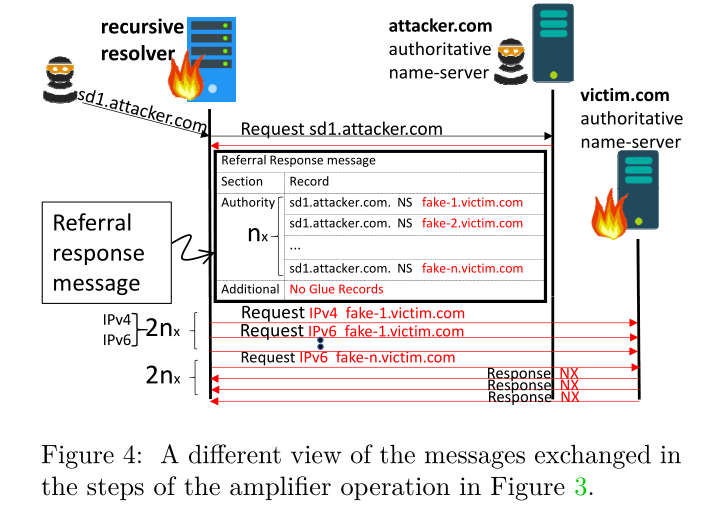 recursive
resolver
attacker.com
authoritative
name-server
victim.com
authoritative
name-server
sd1.attacker.com
Request sd1.attacker.com
Referral Response message
Section Record
Authority sd1.attacker.com. NS fake-1.victim.com
sd1.attacker.com. NS fake-2.victim.com
nx
...
sd1.attacker.com. NS fake-n.victim.com
Additional No Glue Records
Referral
response
message
Request IPv4 fake-1.victim.com
IPv4
IPv6
2nx
Request IPv6 fake-1.victim.com
Request IPv6 fake-n.victim.com
2nx
Response NX
Response NX
Response NX
Figure 4: A different view of the messages exchanged in
the steps of the amplifier operation in Figure 3.